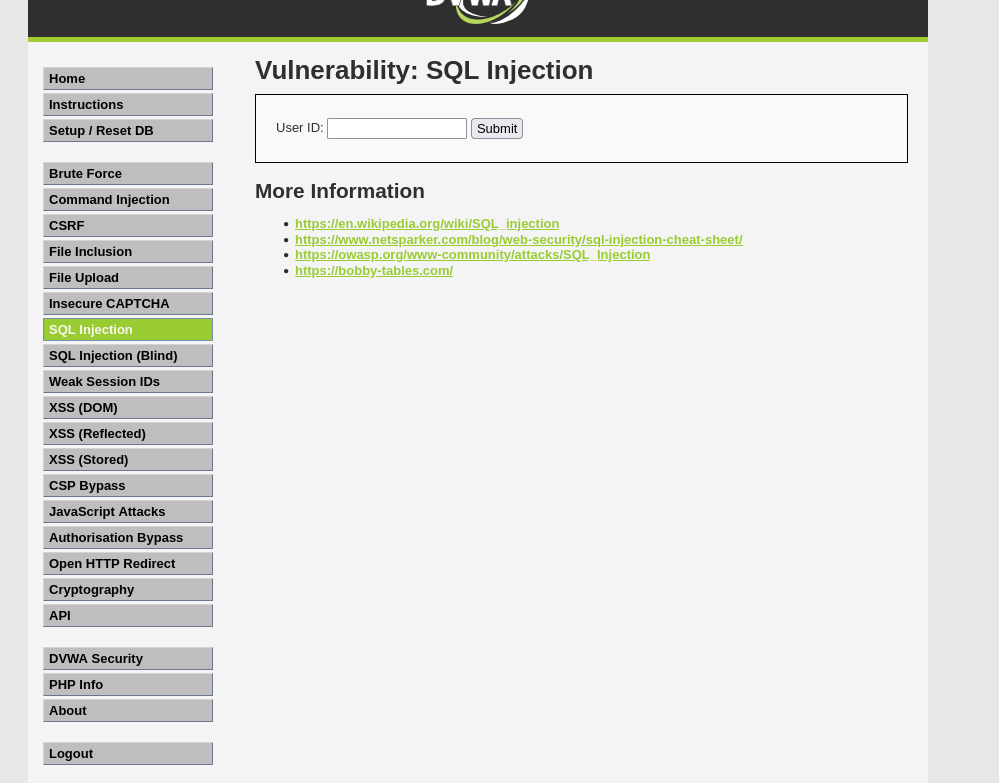 DVWA
Home
Instructions
Setup / Reset DB
Brute Force
Command Injection
CSRF
File Inclusion
File Upload
Insecure CAPTCHA
SQL Injection
SQL Injection (Blind)
Weak Session IDs
XSS (DOM)
XSS (Reflected)
XSS (Stored)
CSP Bypass
JavaScript Attacks
Authorisation Bypass
Open HTTP Redirect
Cryptography
API
DVWA Security
PHP Info
About
Logout
Vulnerability: SQL Injection
User ID: Submit
More Information
https://en.wikipedia.org/wiki/SQL_injection
https://www.netsparker.com/blog/web-security/sql-injection-cheat-sheet/
https://owasp.org/www-community/attacks/SQL_Injection
https://bobby-tables.com/